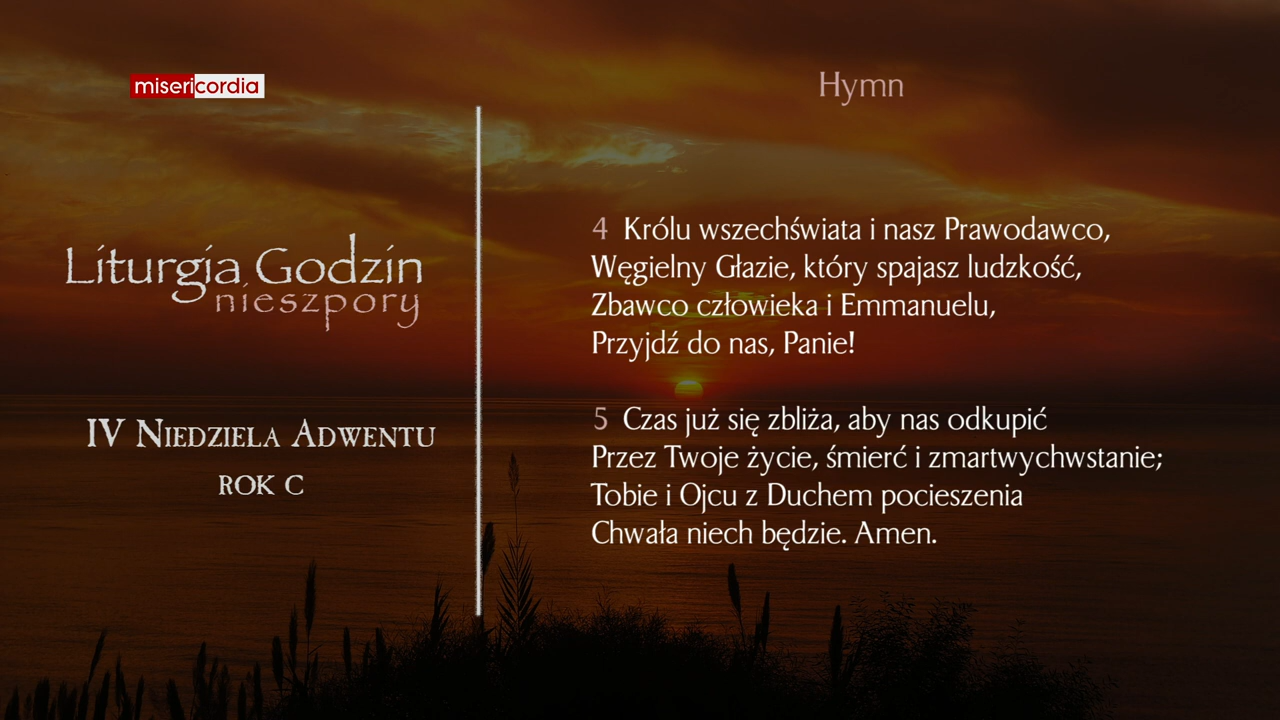 misericordia
Liturgia Godzin
nieszpory
IV Niedziela Adwentu
rok C
Hymn
4 Królu wszechświata i nasz Prawodawco,
Węgielny Głazie, który spajasz ludzkość,
Zbawco człowieka i Emmanuelu,
Przyjdź do nas, Panie!
5 Czas już się zbliża, aby nas odkupić
Przez Twoje życie, śmierć i zmartwychwstanie;
Tobie i Ojcu z Duchem pocieszenia
Chwała niech będzie. Amen.